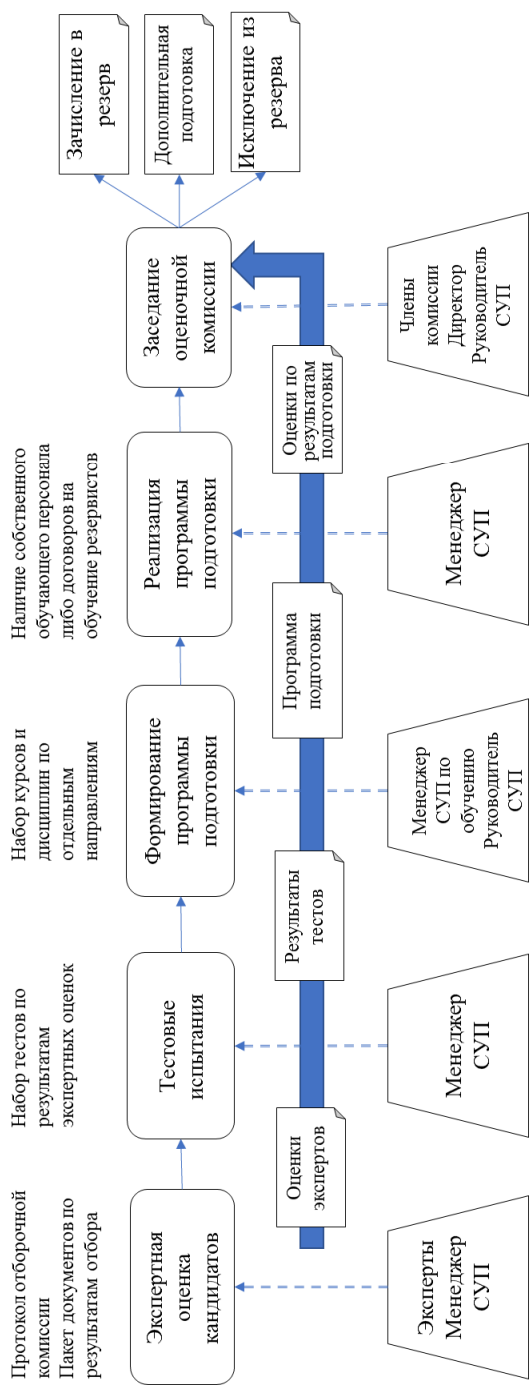 Протокол отборочной
комиссии
Пакет документов по
результатам отбора
Набор тестов по
результатам
экспертных оценок
Набор курсов и
дисциплин по
отдельным
направлениям
Наличие собственного
обучающего персонала
либо договоров на
обучение резервистов
Экспертная
оценка
кандидатов
Тестовые
испытания
Формирование
программы
подготовки
Реализация
программы
подготовки
Заседание
оценочной
комиссии
Зачисление в
резерв
Дополнительная
подготовка
Исключение из
резерва
Оценки
экспертов
Результаты
тестов
Программа
подготовки
Оценки по
результатам
подготовки
Эксперты
Менеджер
СУП
Менеджер
СУП
Менеджер
СУП по
обучению
Руководитель
СУП
Менеджер
СУП
Члены
комиссии
Директор
Руководитель
СУП